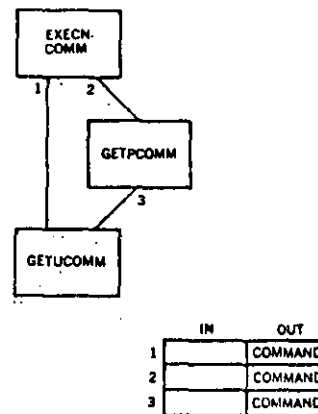 EXECN-
COMM
1 2
GETPCOMM
3
GETUCOMM
IN OUT
1 COMMAND
2 COMMAND
3 COMMAND